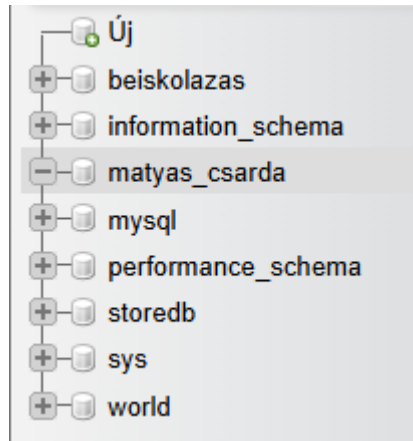 Új
beiskolazas
information_schema
matyas_csarda
mysql
performance_schema
storedb
sys
world